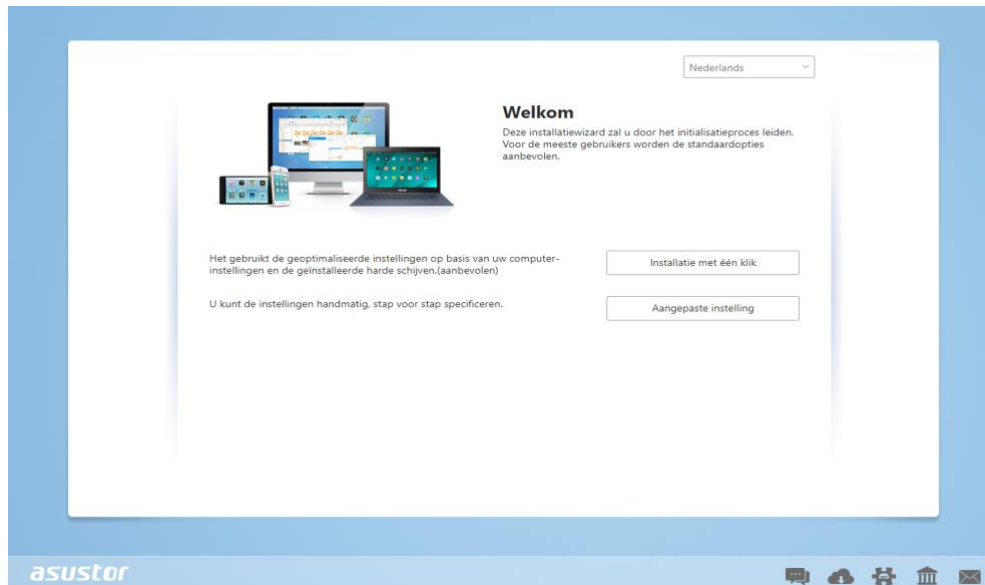 Nederlands
Welkom
Deze installatiewizard zal u door het initialisatieproces leiden.
Voor de meeste gebruikers worden de standaardopties
aanbevolen.
Het gebruikt de geoptimaliseerde instellingen op basis van uw computer-
instellingen en de geïnstalleerde harde schijven.(aanbevolen)
Installatie met één klik
U kunt de instellingen handmatig, stap voor stap specificeren.
Aangepaste instelling
asustor